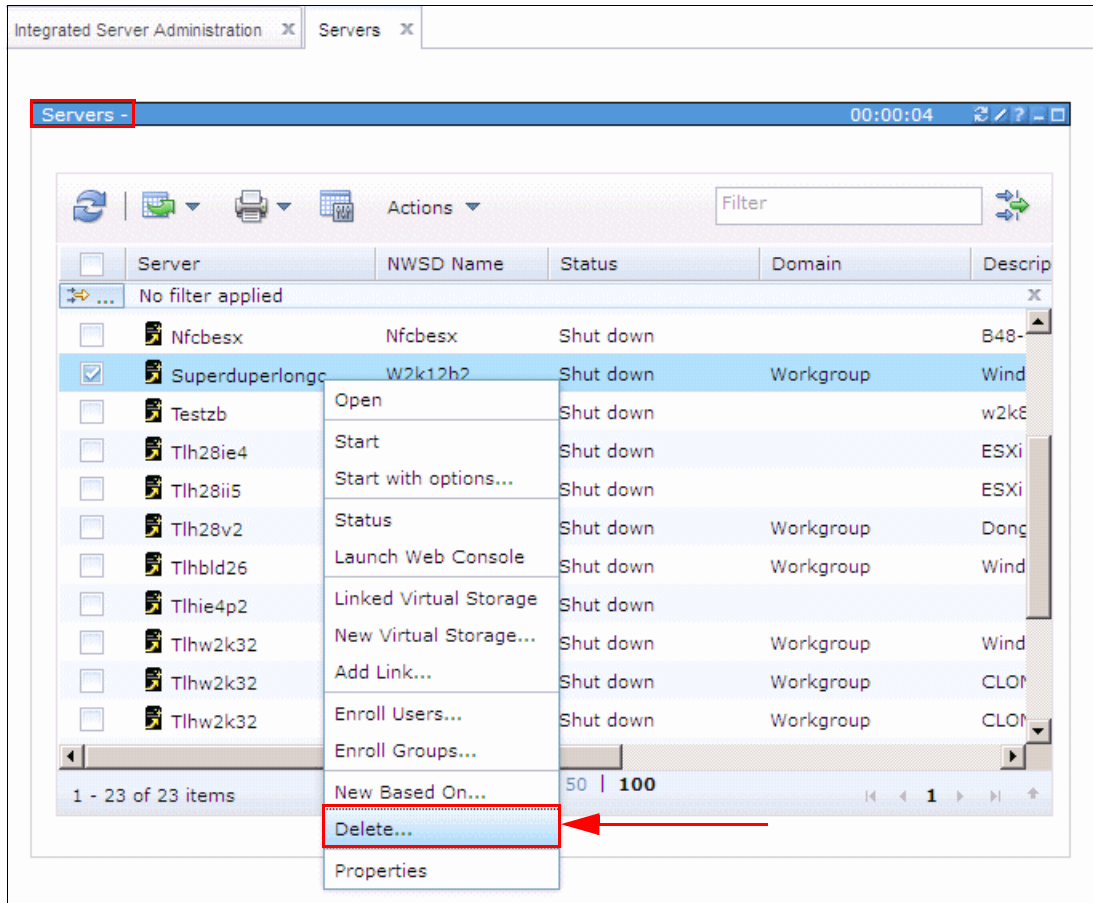 Integrated Server Administration X Servers X
Servers - 00:00:04 ?
Actions Filter
Server NWSD Name Status Domain Descrip
... No filter applied x
Nfcbesx Nfcbesx Shut down B48-
Superduperlongc W2k12b2 Shut down Workgroup Wind
Testzb Shut down w2k8
Tlh28ie4 Shut down ESXi
Tlh28ii5 Shut down ESXi
Tlh28v2 Shut down Workgroup Dong
Tlhbld26 Shut down Workgroup Wind
Tlhie4p2 Shut down
Tlhw2k32 Shut down Workgroup Wind
Tlhw2k32 Shut down Workgroup CLON
Tlhw2k32 Shut down Workgroup CLON
1 - 23 of 23 items 50 | 100 1
Open
Start
Start with options...
Status
Launch Web Console
Linked Virtual Storage
New Virtual Storage...
Add Link...
Enroll Users...
Enroll Groups...
New Based On...
Delete...
Properties